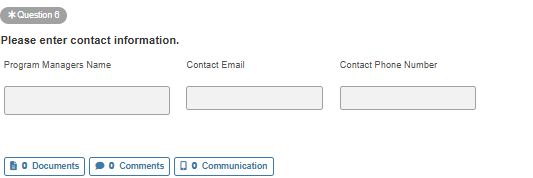 * Question 6
Please enter contact information.
Program Managers Name Contact Email Contact Phone Number
0 Documents 0 Comments 0 Communication